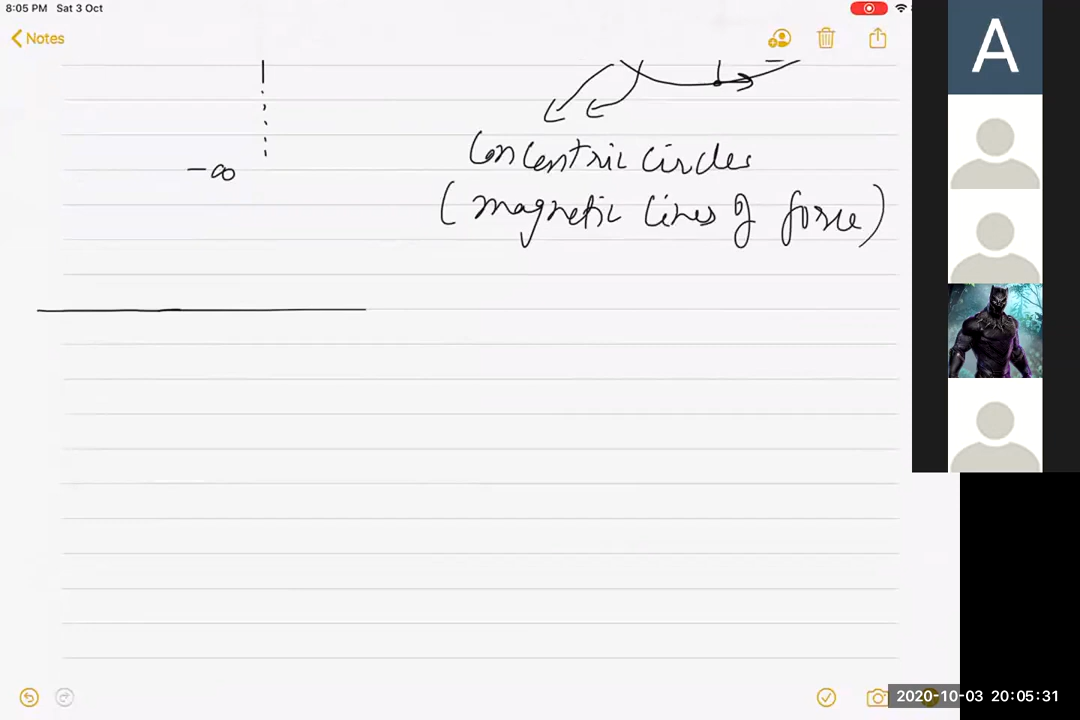 8:05 PM Sat 3 Oct
Notes
A
-∞
Concentric circles
(magnetic lines of force)
2020-10-03 20:05:31